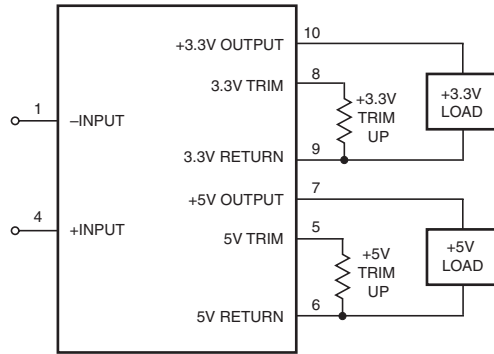 10
+3.3V OUTPUT
8
3.3V TRIM
+3.3V
TRIM
UP
+3.3V
LOAD
1
–INPUT
9
3.3V RETURN
7
+5V OUTPUT
4
+INPUT
5
5V TRIM
+5V
TRIM
UP
+5V
LOAD
6
5V RETURN